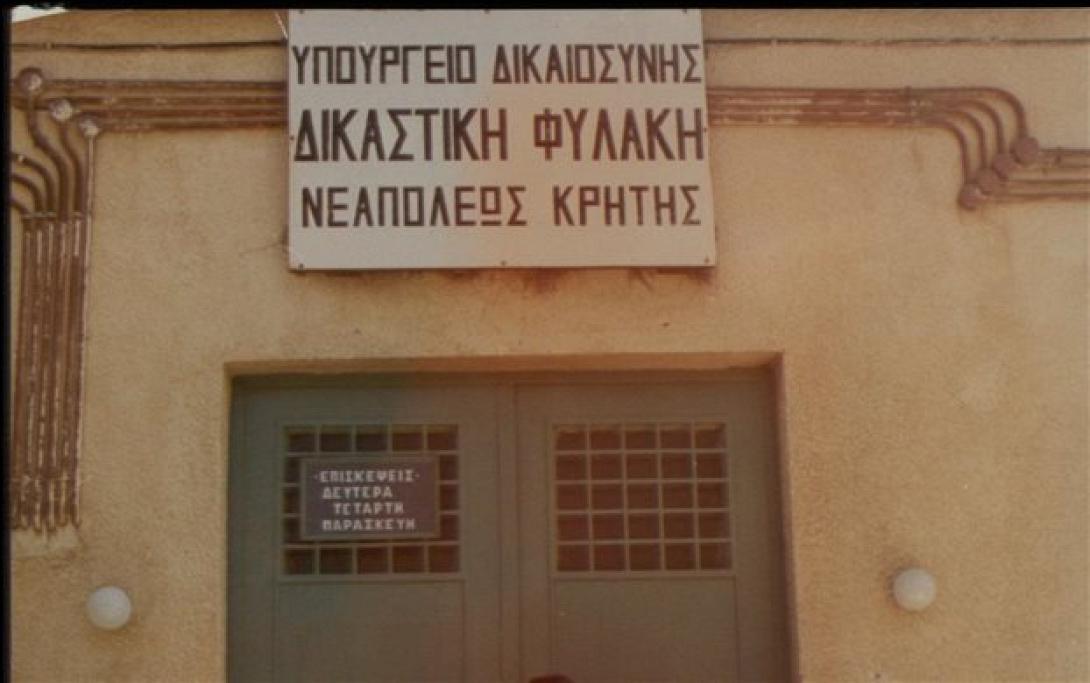 ΥΠΟΥΡΓΕΙΟ ΔΙΚΑΙΟΣΥΝΗΣ
ΔΙΚΑΣΤΙΚΗ ΦΥΛΑΚΗ
ΝΕΑΠΟΛΕΩΣ ΚΡΗΤΗΣ
·ΕΠΙΣΚΕΨΕΙΣ·
ΔΕΥΤΕΡΑ
ΤΕΤΑΡΤΗ
ΠΑΡΑΣΚΕΥΗ